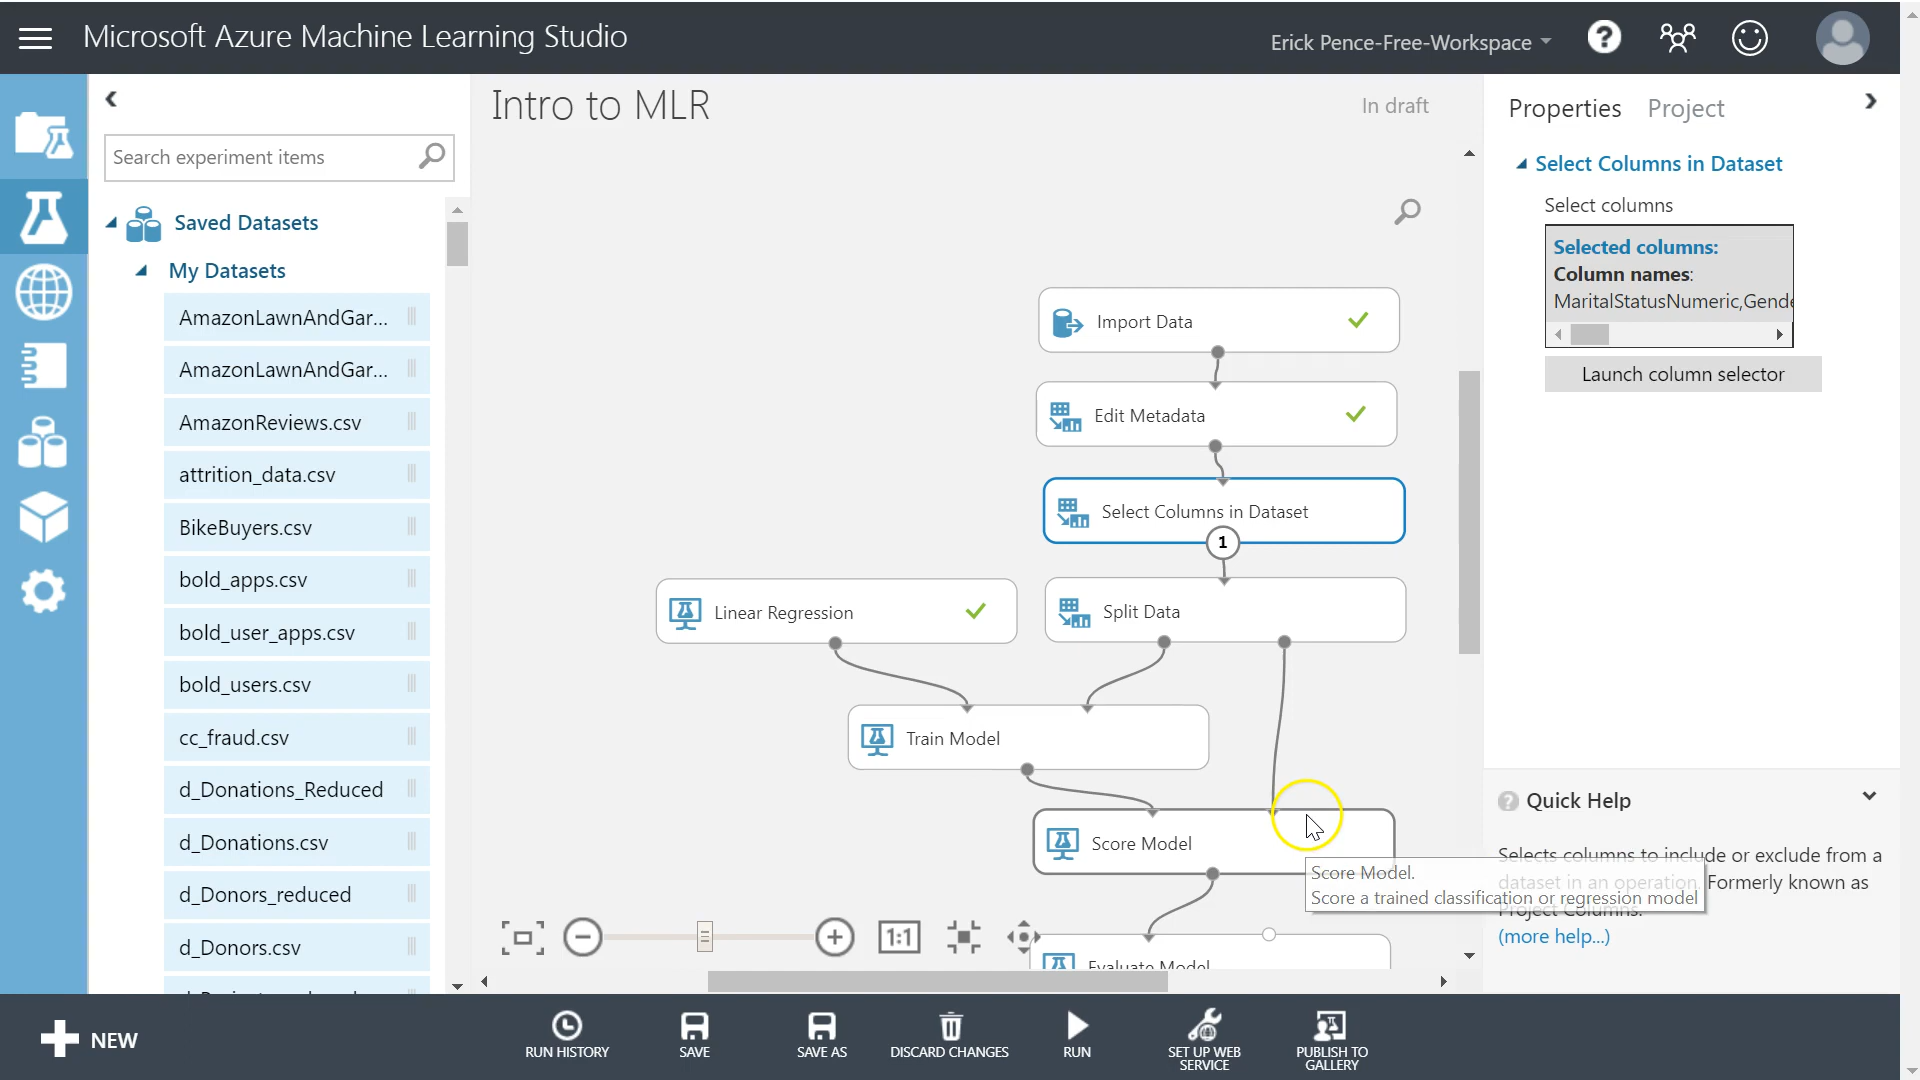 Microsoft Azure Machine Learning Studio
Erick Pence-Free-Workspace
?
Search experiment items
Saved Datasets
My Datasets
AmazonLawnAndGar...
AmazonLawnAndGar...
AmazonReviews.csv
attrition_data.csv
BikeBuyers.csv
bold_apps.csv
bold_user_apps.csv
bold_users.csv
cc_fraud.csv
d_Donations_Reduced
d_Donations.csv
d_Donors_reduced
d_Donors.csv
Intro to MLR
In draft
Import Data
Edit Metadata
Select Columns in Dataset
1
Linear Regression
Split Data
Train Model
Score Model
Score Model.
Score a trained classification or regression model
Evaluate Model
1:1
Properties
Project
Select Columns in Dataset
Select columns
Selected columns:
Column names:
MaritalStatusNumeric,Gende
Launch column selector
? Quick Help
Selects columns to include or exclude from a
dataset in an operation. Formerly known as
Project Columns.
(more help...)
NEW
RUN HISTORY
SAVE
SAVE AS
DISCARD CHANGES
RUN
SET UP WEB
SERVICE
PUBLISH TO
GALLERY